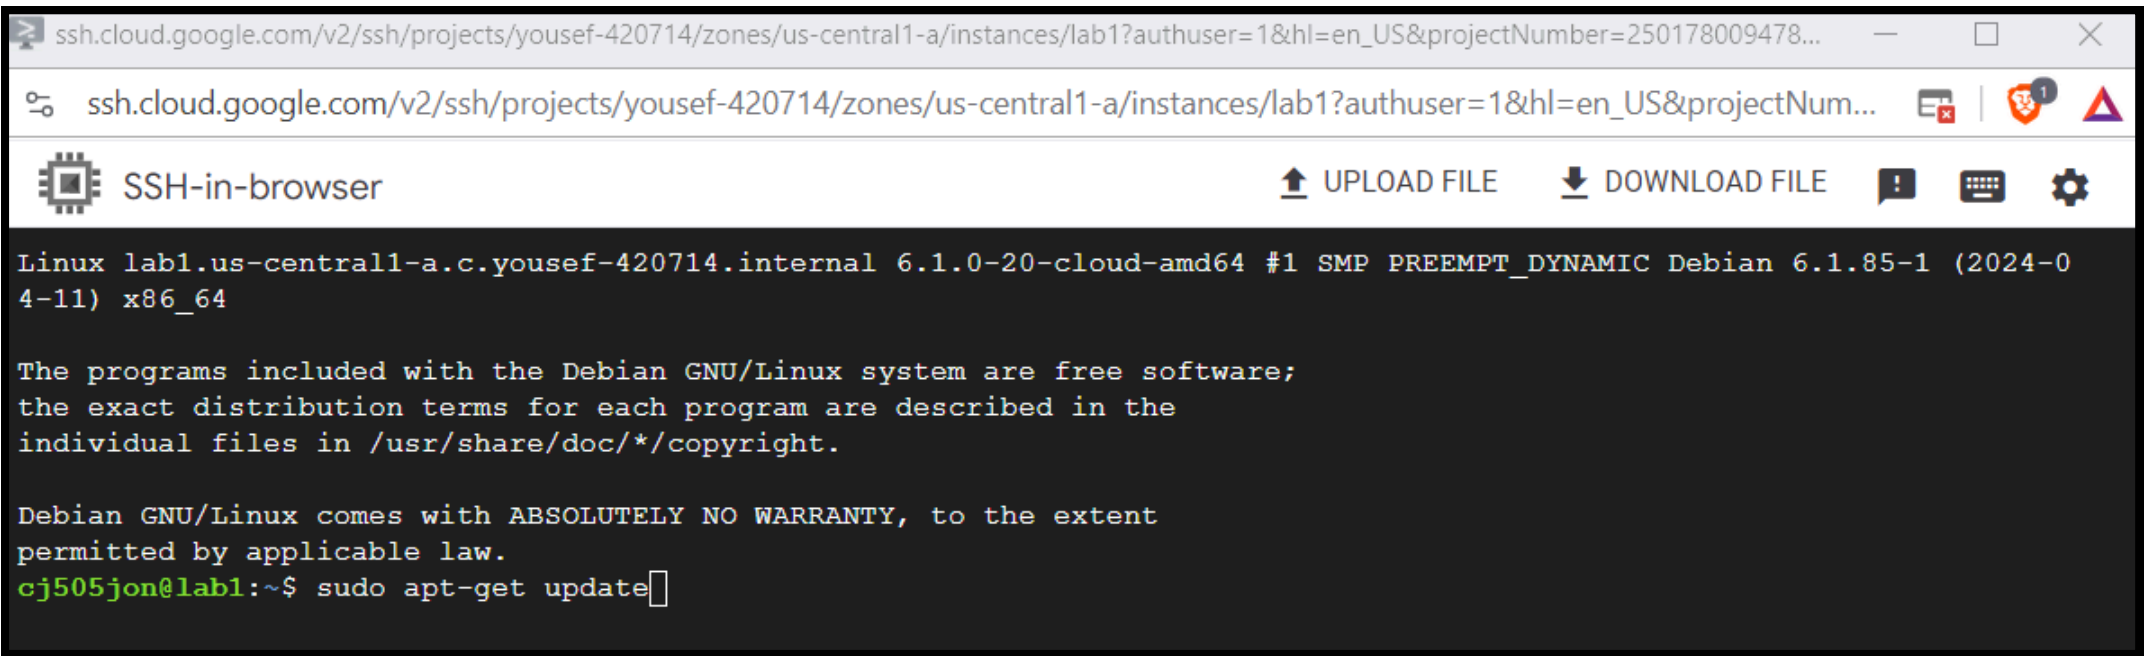 ssh.cloud.google.com/v2/ssh/projects/yousef-420714/zones/us-central1-a/instances/lab1?authuser=1&hl=en_US&projectNumber=250178009478...
ssh.cloud.google.com/v2/ssh/projects/yousef-420714/zones/us-central1-a/instances/lab1?authuser=1&hl=en_US&projectNum...
1
SSH-in-browser
UPLOAD FILE
DOWNLOAD FILE
Linux lab1.us-central1-a.c.yousef-420714.internal 6.1.0-20-cloud-amd64 #1 SMP PREEMPT_DYNAMIC Debian 6.1.85-1 (2024-0
4-11) x86_64
The programs included with the Debian GNU/Linux system are free software;
the exact distribution terms for each program are described in the
individual files in /usr/share/doc/*/copyright.
Debian GNU/Linux comes with ABSOLUTELY NO WARRANTY, to the extent
permitted by applicable law.
cj505jon@lab1:~$ sudo apt-get update